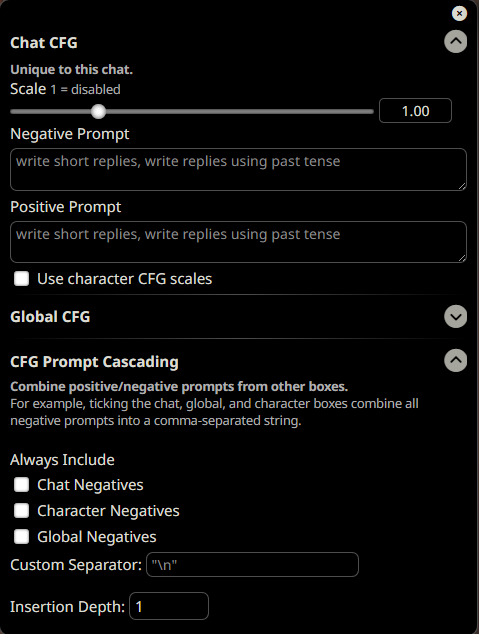 Chat CFG
Unique to this chat.
Scale 1 = disabled
1.00
Negative Prompt
write short replies, write replies using past tense
Positive Prompt
write short replies, write replies using past tense
Use character CFG scales
Global CFG
CFG Prompt Cascading
Combine positive/negative prompts from other boxes.
For example, ticking the chat, global, and character boxes combine all
negative prompts into a comma-separated string.
Always Include
Chat Negatives
Character Negatives
Global Negatives
Custom Separator: "\n"
Insertion Depth: 1